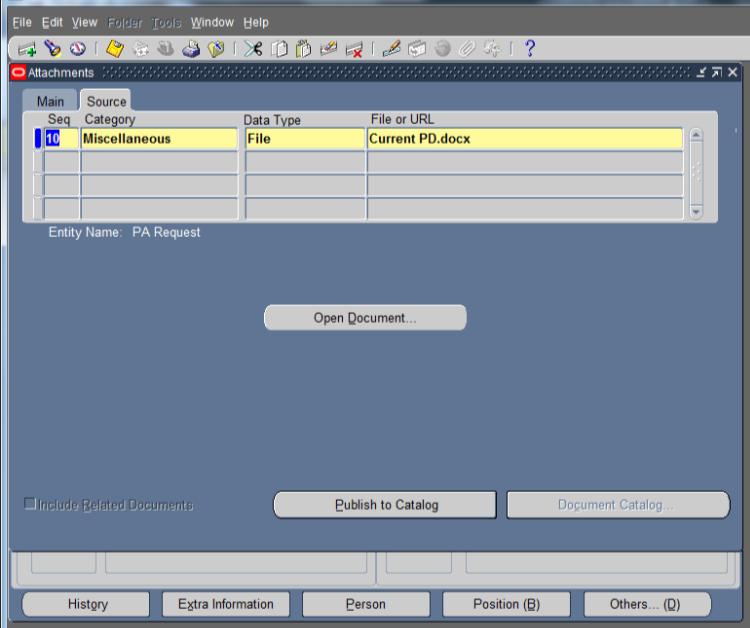 File Edit View Folder Tools Window Help
?
Attachments
Main Source
Seq Category Data Type File or URL
10 Miscellaneous File Current PD.docx
Entity Name: PA Request
Open Document...
Include Related Documents Publish to Catalog Document Catalog...
History Extra Information Person Position (B) Others... (D)